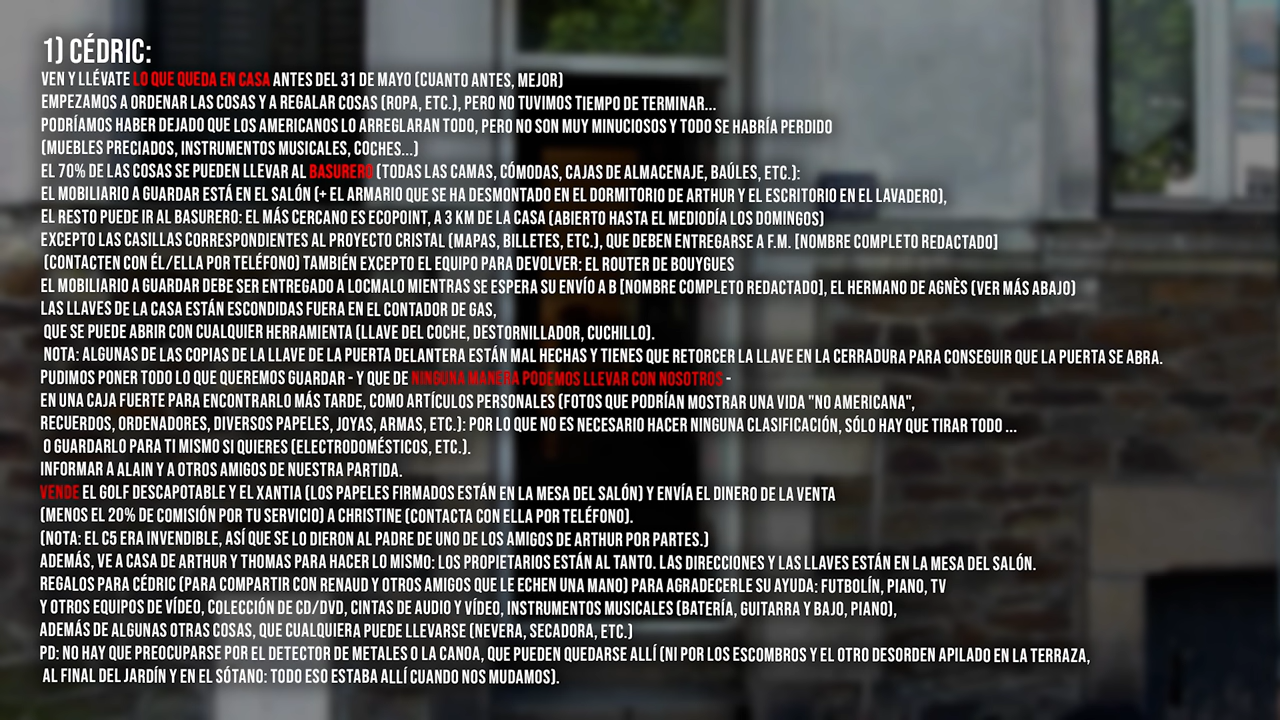 1) CÉDRIC:
VEN Y LLÉVATE LO QUE QUEDA EN CASA ANTES DEL 31 DE MAYO (CUANTO ANTES, MEJOR)
EMPEZAMOS A ORDENAR LAS COSAS Y A REGALAR COSAS (ROPA, ETC.), PERO NO TUVIMOS TIEMPO DE TERMINAR...
PODRÍAMOS HABER DEJADO QUE LOS AMERICANOS LO ARREGLARAN TODO, PERO NO SON MUY MINUCIOSOS Y TODO SE HABRÍA PERDIDO
(MUEBLES PRECIADOS, INSTRUMENTOS MUSICALES, COCHES...)
EL 70% DE LAS COSAS SE PUEDEN LLEVAR AL BASURERO (TODAS LAS CAMAS, CÓMODAS, CAJAS DE ALMACENAJE, BAÚLES, ETC.):
EL MOBILIARIO A GUARDAR ESTÁ EN EL SALÓN (+ EL ARMARIO QUE SE HA DESMONTADO EN EL DORMITORIO DE ARTHUR Y EL ESCRITORIO EN EL LAVADERO),
EL RESTO PUEDE IR AL BASURERO: EL MÁS CERCANO ES ECOPOINT, A 3 KM DE LA CASA (ABIERTO HASTA EL MEDIODÍA LOS DOMINGOS)
EXCEPTO LAS CASILLAS CORRESPONDIENTES AL PROYECTO CRISTAL (MAPAS, BILLETES, ETC.), QUE DEBEN ENTREGARSE A F.M. [NOMBRE COMPLETO REDACTADO]
(CONTACTEN CON ÉL/ELLA POR TELÉFONO) TAMBIÉN EXCEPTO EL EQUIPO PARA DEVOLVER: EL ROUTER DE BOUYGUES
EL MOBILIARIO A GUARDAR DEBE SER ENTREGADO A LOCMALO MIENTRAS SE ESPERA SU ENVÍO A B [NOMBRE COMPLETO REDACTADO], EL HERMANO DE AGNÈS (VER MÁS ABAJO)
LAS LLAVES DE LA CASA ESTÁN ESCONDIDAS FUERA EN EL CONTADOR DE GAS,
QUE SE PUEDE ABRIR CON CUALQUIER HERRAMIENTA (LLAVE DEL COCHE, DESTORNILLADOR, CUCHILLO).
NOTA: ALGUNAS DE LAS COPIAS DE LA LLAVE DE LA PUERTA DELANTERA ESTÁN MAL HECHAS Y TIENES QUE RETORCER LA LLAVE EN LA CERRADURA PARA CONSEGUIR QUE LA PUERTA SE ABRA.
PUDIMOS PONER TODO LO QUE QUEREMOS GUARDAR - Y QUE DE NINGUNA MANERA PODEMOS LLEVAR CON NOSOTROS -
EN UNA CAJA FUERTE PARA ENCONTRARLO MÁS TARDE, COMO ARTÍCULOS PERSONALES (FOTOS QUE PODRÍAN MOSTRAR UNA VIDA "NO AMERICANA",
RECUERDOS, ORDENADORES, DIVERSOS PAPELES, JOYAS, ARMAS, ETC.): POR LO QUE NO ES NECESARIO HACER NINGUNA CLASIFICACIÓN, SÓLO HAY QUE TIRAR TODO ...
O GUARDARLO PARA TI MISMO SI QUIERES (ELECTRODOMÉSTICOS, ETC.).
INFORMAR A ALAIN Y A OTROS AMIGOS DE NUESTRA PARTIDA.
VENDE EL GOLF DESCAPOTABLE Y EL XANTIA (LOS PAPELES FIRMADOS ESTÁN EN LA MESA DEL SALÓN) Y ENVÍA EL DINERO DE LA VENTA
(MENOS EL 20% DE COMISIÓN POR TU SERVICIO) A CHRISTINE (CONTACTA CON ELLA POR TELÉFONO).
(NOTA: EL C5 ERA INVENDIBLE, ASÍ QUE SE LO DIERON AL PADRE DE UNO DE LOS AMIGOS DE ARTHUR POR PARTES.)
ADEMÁS, VE A CASA DE ARTHUR Y THOMAS PARA HACER LO MISMO: LOS PROPIETARIOS ESTÁN AL TANTO. LAS DIRECCIONES Y LAS LLAVES ESTÁN EN LA MESA DEL SALÓN.
REGALOS PARA CÉDRIC (PARA COMPARTIR CON RENAUD Y OTROS AMIGOS QUE LE ECHEN UNA MANO) PARA AGRADECERLE SU AYUDA: FUTBOLÍN, PIANO, TV
Y OTROS EQUIPOS DE VÍDEO, COLECCIÓN DE CD/DVD, CINTAS DE AUDIO Y VÍDEO, INSTRUMENTOS MUSICALES (BATERÍA, GUITARRA Y BAJO, PIANO),
ADEMÁS DE ALGUNAS OTRAS COSAS, QUE CUALQUIERA PUEDE LLEVARSE (NEVERA, SECADORA, ETC.)
PD: NO HAY QUE PREOCUPARSE POR EL DETECTOR DE METALES O LA CANOA, QUE PUEDEN QUEDARSE ALLÍ (NI POR LOS ESCOMBROS Y EL OTRO DESORDEN APILADO EN LA TERRAZA,
AL FINAL DEL JARDÍN Y EN EL SÓTANO: TODO ESO ESTABA ALLÍ CUANDO NOS MUDAMOS).